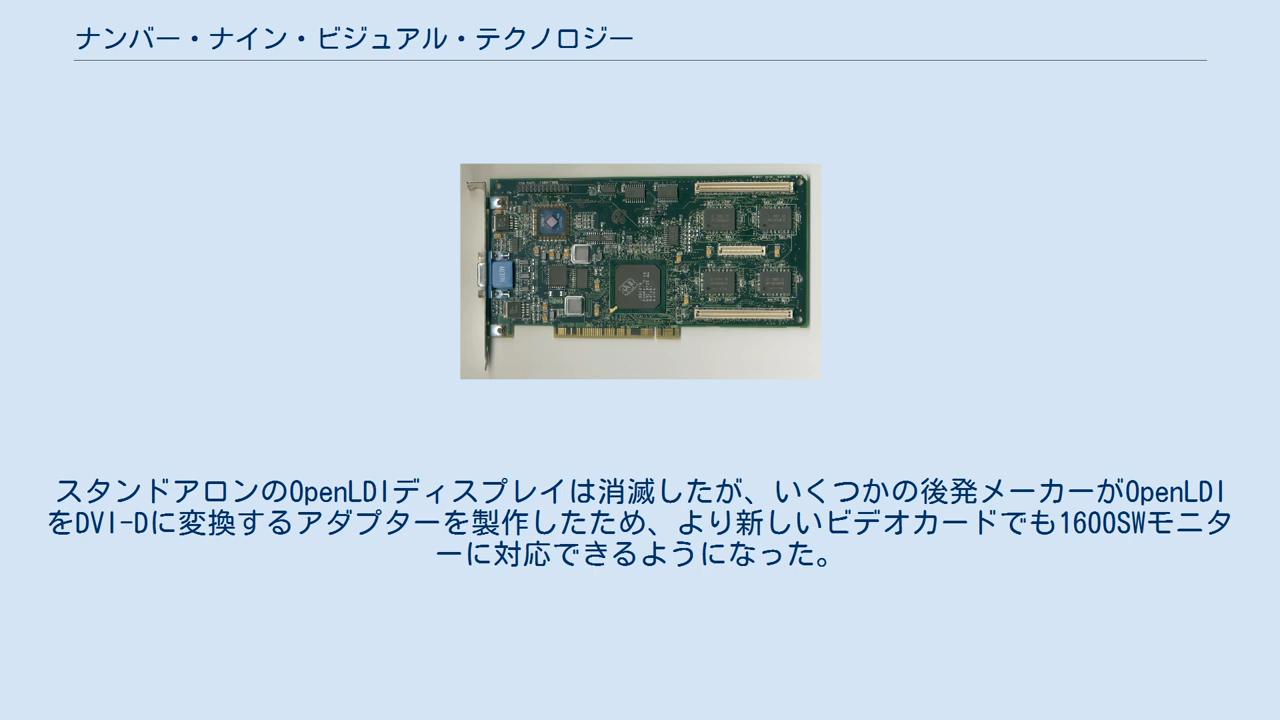 ナンバー・ナイン・ビジュアル・テクノロジー
スタンドアロンのOpenLDIディスプレイは消滅したが、いくつかの後発メーカーがOpenLDI
をDVI-Dに変換するアダプターを製作したため、より新しいビデオカードでも1600SWモニタ
ーに対応できるようになった。